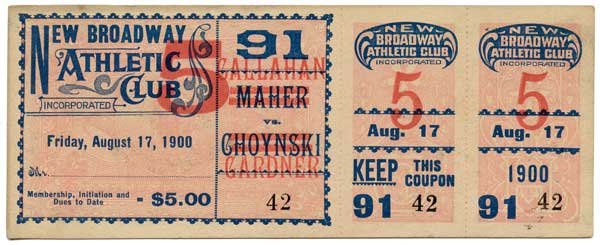 NEW BROADWAY
ATHLETIC
CLUB
INCORPORATED
5
Friday, August 17, 1900
M
Membership, Initiation and
Dues to Date - $5.00
91
CALLAHAN
MAHER
vs.
CHOYNSKI
GARDNER
42
NEW
BROADWAY
ATHLETIC CLUB
INCORPORATED
5
Aug. 17
KEEP THIS
COUPON
91 42
NEW
BROADWAY
ATHLETIC CLUB
INCORPORATED
5
Aug. 17
1900
91 42